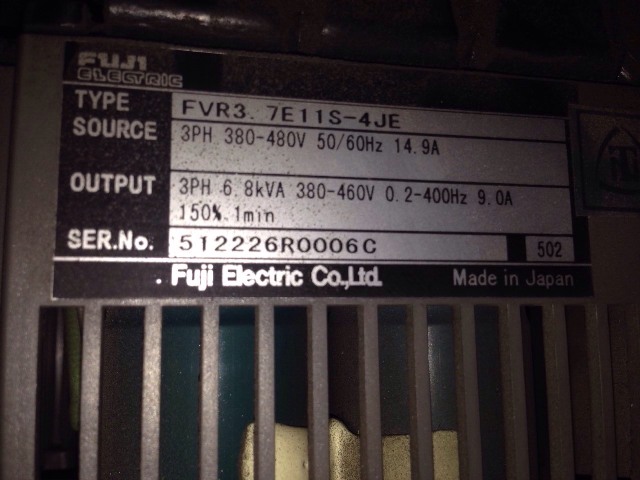 FUJI
ELECTRIC
TYPE FVR3.7E11S-4JE
SOURCE 3PH 380-480V 50/60Hz 14.9A
OUTPUT 3PH 6.8kVA 380-460V 0.2-400Hz 9.0A
150%.1min
SER.No. 512226R0006C 502
Fuji Electric Co.,Ltd. Made in Japan